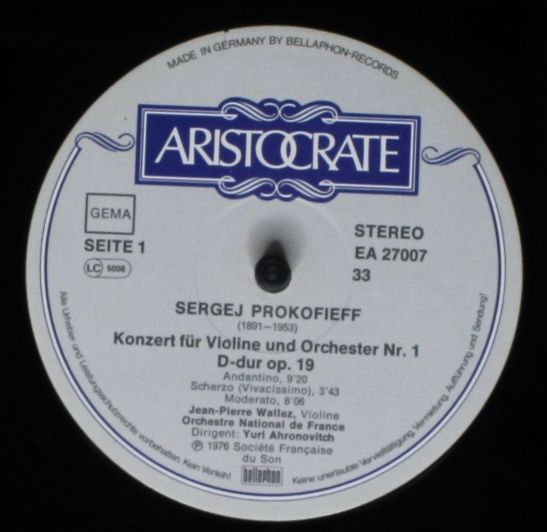 MADE IN GERMANY BY BELLAPHON-RECORDS
ARISTOCRATE
GEMA
SEITE 1
LC 5056
STEREO
EA 27007
33
SERGEJ PROKOFIEFF
(1891–1953)
Konzert für Violine und Orchester Nr. 1
D-dur op. 19
Andantino, 9'20
Scherzo (Vivacissimo), 3'43
Moderato, 8'06
Jean-Pierre Wallez, Violine
Orchestre National de France
Dirigent: Yuri Ahronovitch
℗ 1976 Société Française
du Son
bellaphon
Alle Urheber- und Leistungsschutzrechte vorbehalten. Kein Verleih! Keine unerlaubte Vervielfältigung, Vermietung, Aufführung und Sendung!